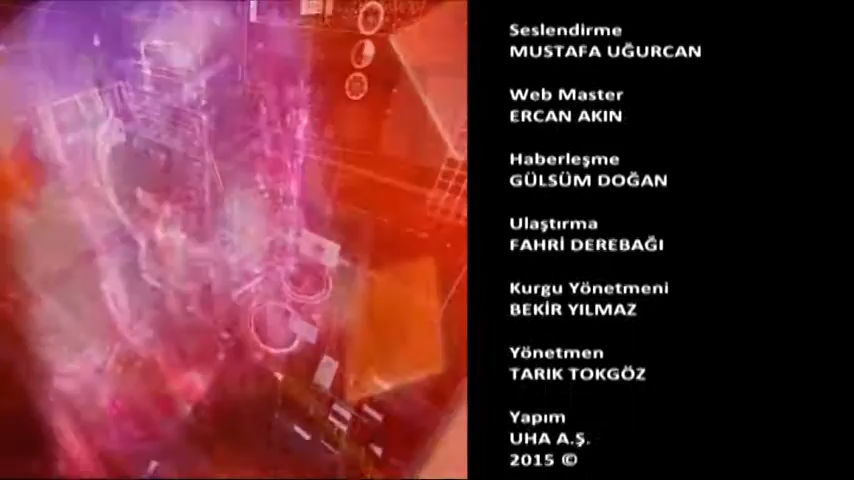 Seslendirme
MUSTAFA UĞURCAN
Web Master
ERCAN AKIN
Haberleşme
GÜLSÜM DOĞAN
Ulaştırma
FAHRİ DEREBAĞI
Kurgu Yönetmeni
BEKİR YILMAZ
Yönetmen
TARIK TOKGÖZ
Yapım
UHA A.Ş.
2015 ©